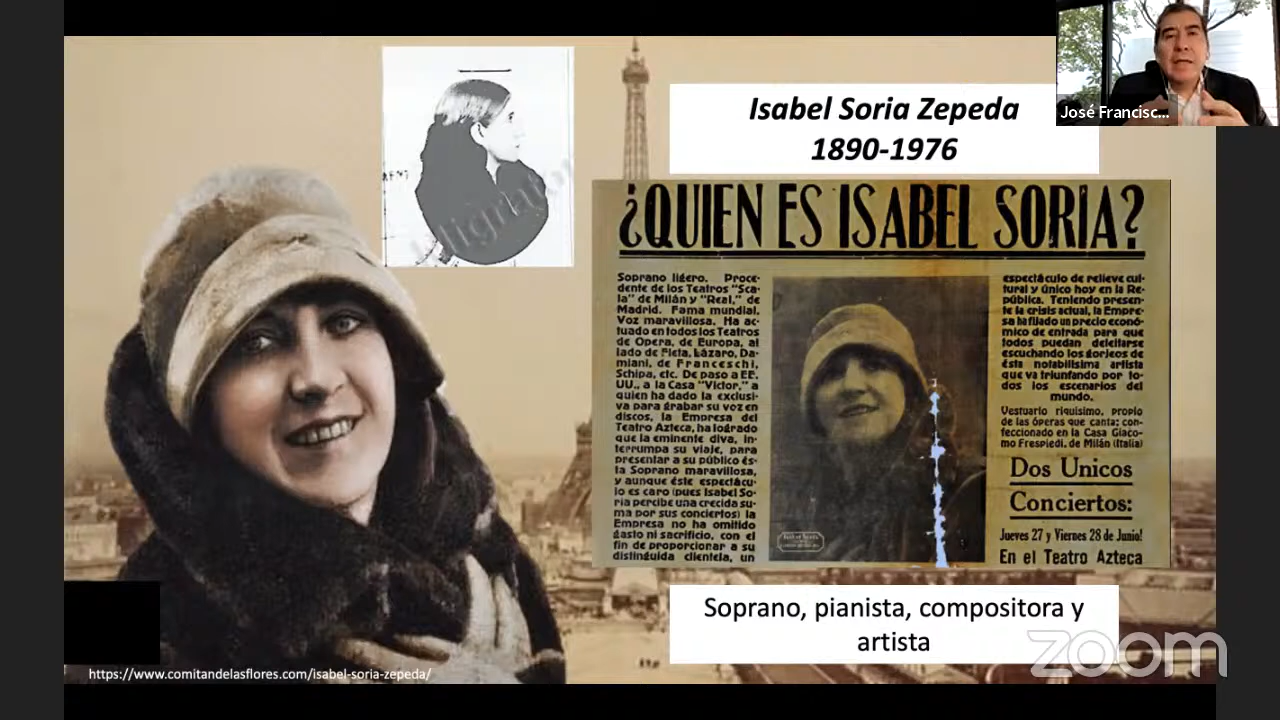 José Francisc...
Isabel Soria Zepeda
1890-1976
¿QUIEN ES ISABEL SORIA?
Soprano ligero. Proce-
dente de los Teatros "Sca-
la" de Milán y "Real," de
Madrid. Fama mundial.
Voz maravillosa. Ha ac-
tuado en todos los Teatros
de Opera, de Europa, al
lado de Fleta, Lázaro, Da-
miani, de Franceschi,
Schipa, etc. De paso a EE.
UU., a la Casa "Victor," a
quien ha dado la exclusi-
va para grabar su voz en
discos, la Empresa del
Teatro Azteca, ha logrado
que la eminente diva, in-
terrumpa su viaje, para
presentar a su público és-
ta Soprano maravillosa,
y aunque éste espectácu-
lo es caro (pues Isabel So-
ria percibe una crecida su-
ma por sus conciertos) la
Empresa no ha omitido
gasto ni sacrificio, con el
fin de proporcionar a su
distinguida clientela, un
espectáculo de relieve cul-
tural y único hoy en la Re-
pública. Teniendo presen-
te la crisis actual, la Empre-
sa ha fijado un precio econó-
mico de entrada para que
todos puedan deleitarse
escuchando los gorjeos de
ésta notabilísima artista
que va triunfando por to-
dos los escenarios del
mundo.
Vestuario riquísimo, propio
de las óperas que canta; con-
feccionado en la Casa Giaco-
mo Frespiedi, de Milán (Italia)
Dos Unicos
Conciertos:
Jueves 27 y Viernes 28 de Junio!
En el Teatro Azteca
Soprano, pianista, compositora y
artista
zoom
https://www.comitandelasflores.com/isabel-soria-zepeda/